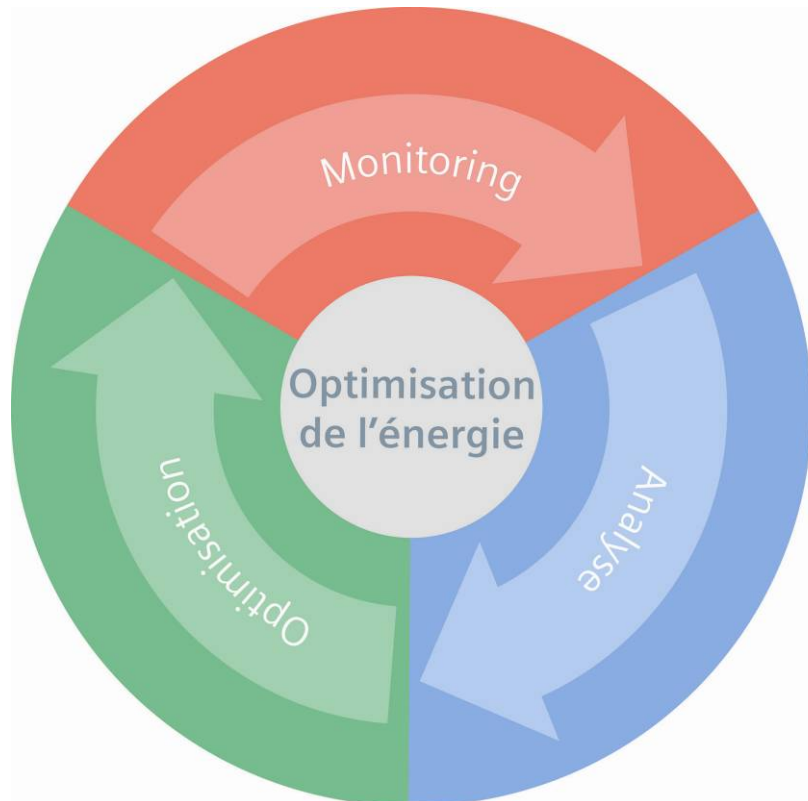 Monitoring
Optimisation
de l'énergie
Analyse
Optimisation